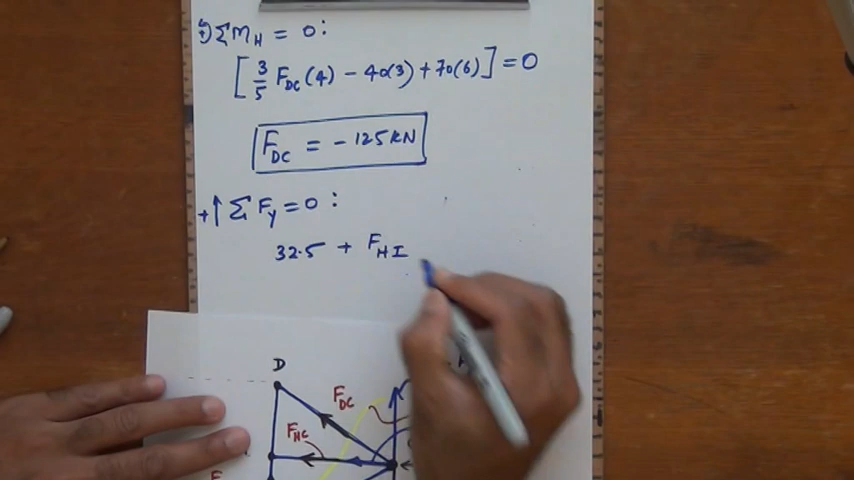 ↺ΣM_H = 0:
[3/5 F_DC (4) - 40(3) + 70(6)] = 0
F_DC = -125 KN
+↑ΣF_y = 0:
32.5 + F_HI
D
F_DC
F_HC